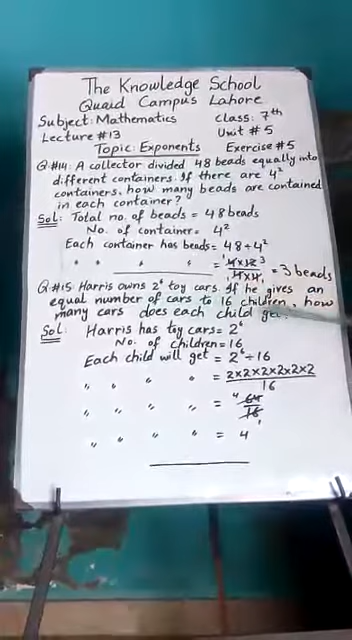 The Knowledge School
Quaid Campus Lahore
Subject: Mathematics Class: 7th
Lecture #13 Unit # 5
Topic: Exponents Exercise #5
Q:#14: A collector divided 48 beads equally into
different containers. If there are 4²
containers, how many beads are contained
in each container?
Sol: Total no. of beads = 48 beads
No. of container = 4²
Each container has beads = 48÷4²
" " " " = 4×12 3 / 4×4 = 3 beads
Q:#15: Harris owns 2⁶ toy cars. If he gives an
equal number of cars to 16 children, how
many cars does each child get.
Sol: Harris has toy cars = 2⁶
No. of children = 16
Each child will get = 2⁶÷16
" " " " = 2×2×2×2×2×2 / 16
" " " " = 4 64 / 16 1
" " " " = 4